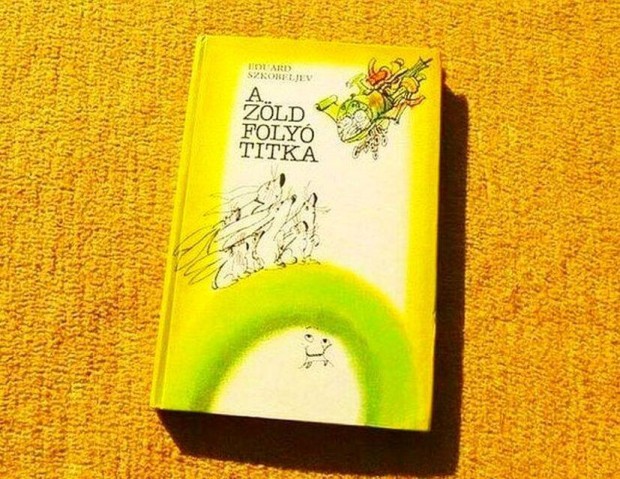 EDUARD
SZKOBELJEV
A
ZÖLD
FOLYÓ
TITKA